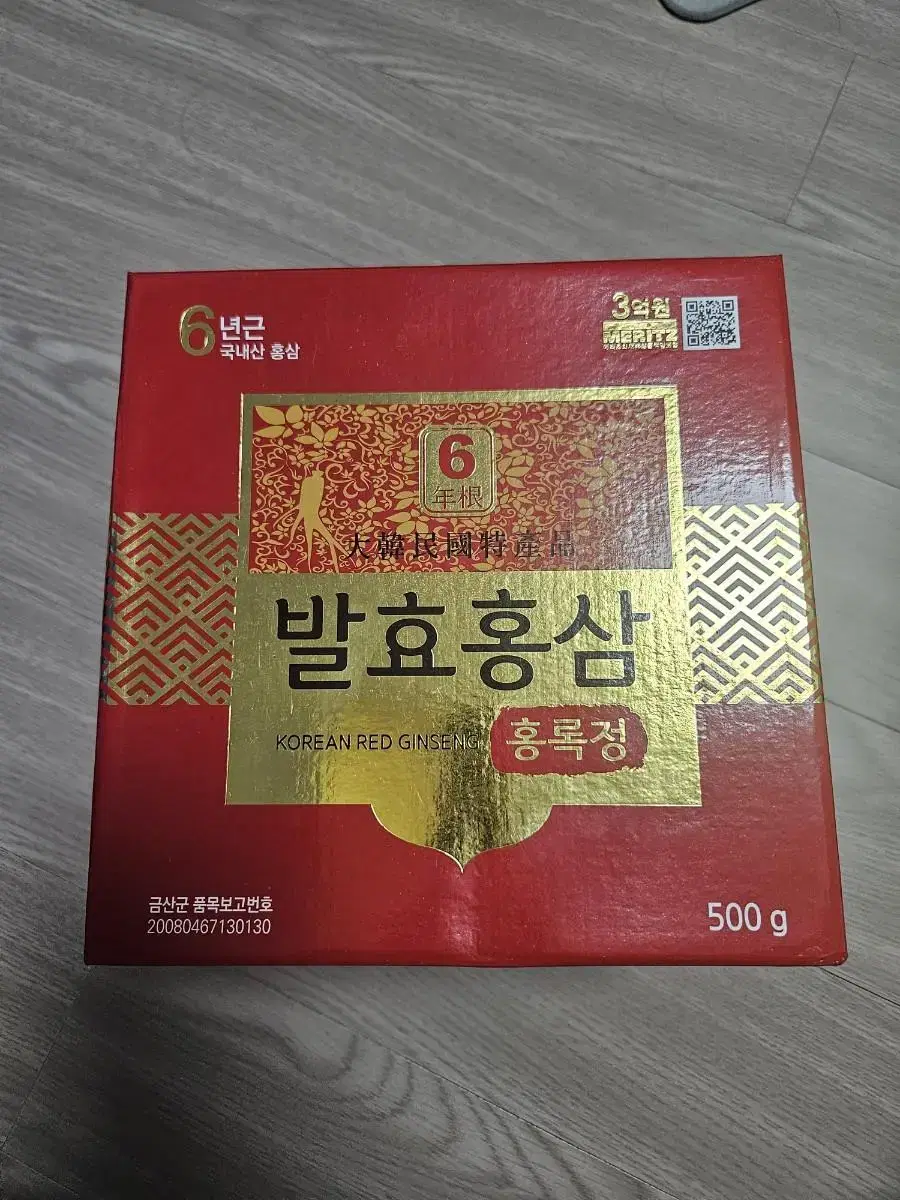 6년근
국내산 홍삼
3억원
MERITZ
6
年根
大韓民國特產品
발효홍삼
KOREAN RED GINSENG
홍록정
금산군 품목보고번호
20080467130130
500 g